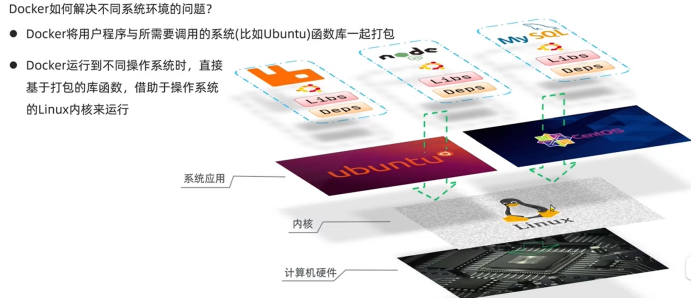 Docker如何解决不同系统环境的问题?
● Docker将用户程序与所需要调用的系统(比如Ubuntu)函数库一起打包
● Docker运行到不同操作系统时，直接
基于打包的库函数，借助于操作系统
的Linux内核来运行
Libs
Deps
node
Libs
Deps
MySQL
Libs
Deps
系统应用
ubuntu
CentOS
内核
Linux
计算机硬件